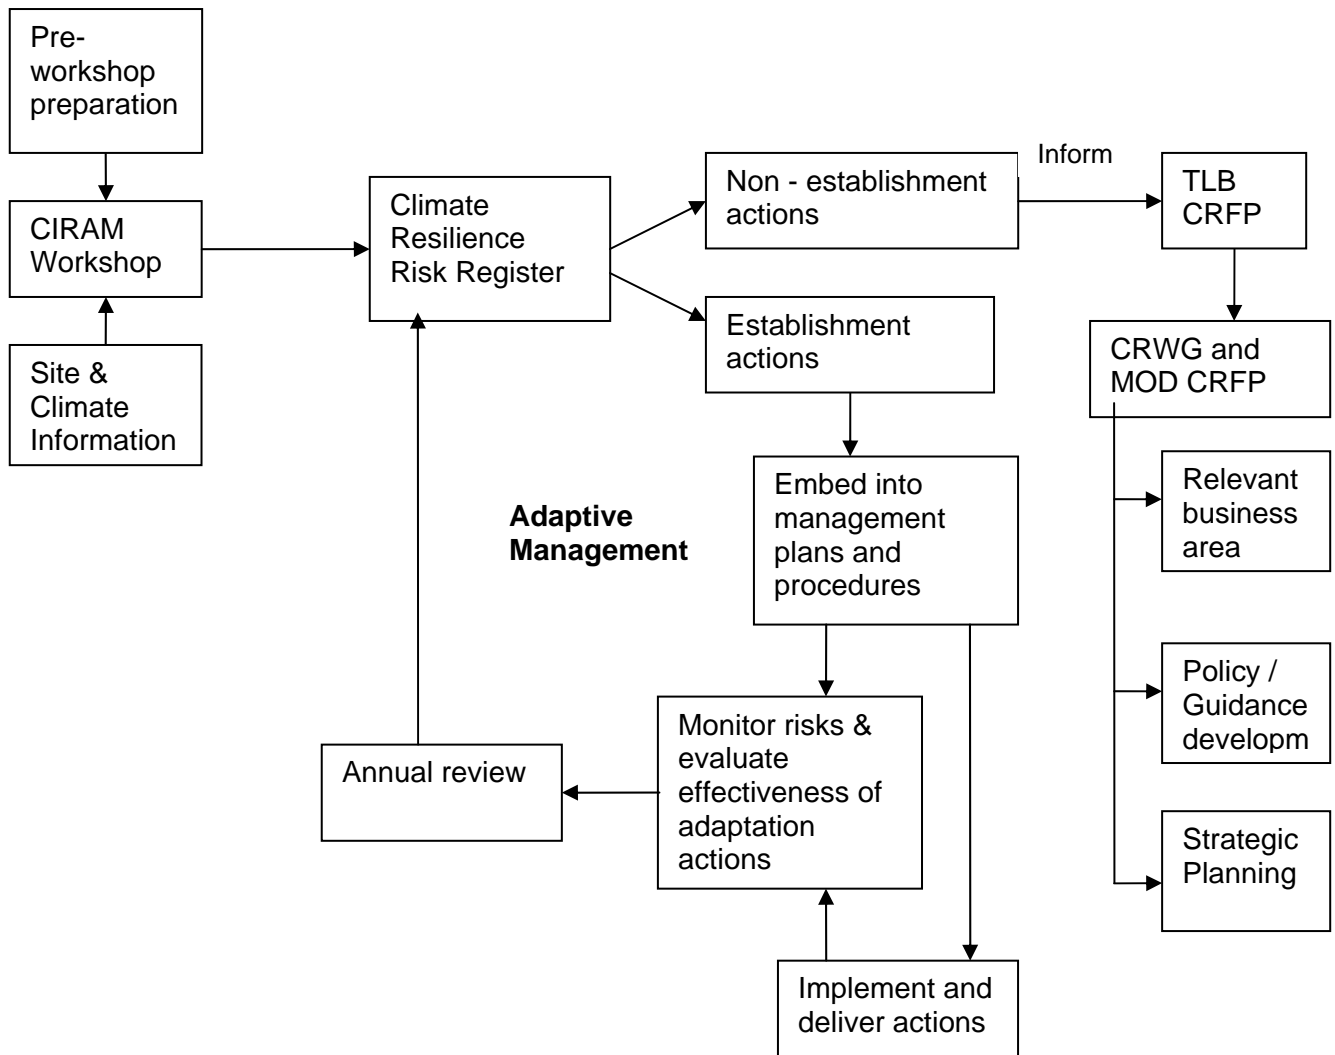 Pre-
workshop
preparation
CIRAM
Workshop
Site &
Climate
Information
Climate
Resilience
Risk Register
Non - establishment
actions
Inform
TLB
CRFP
Establishment
actions
CRWG and
MOD CRFP
Embed into
management
plans and
procedures
Adaptive
Management
Relevant
business
area
Monitor risks &
evaluate
effectiveness of
adaptation
actions
Annual review
Policy /
Guidance
developm
Strategic
Planning
Implement and
deliver actions